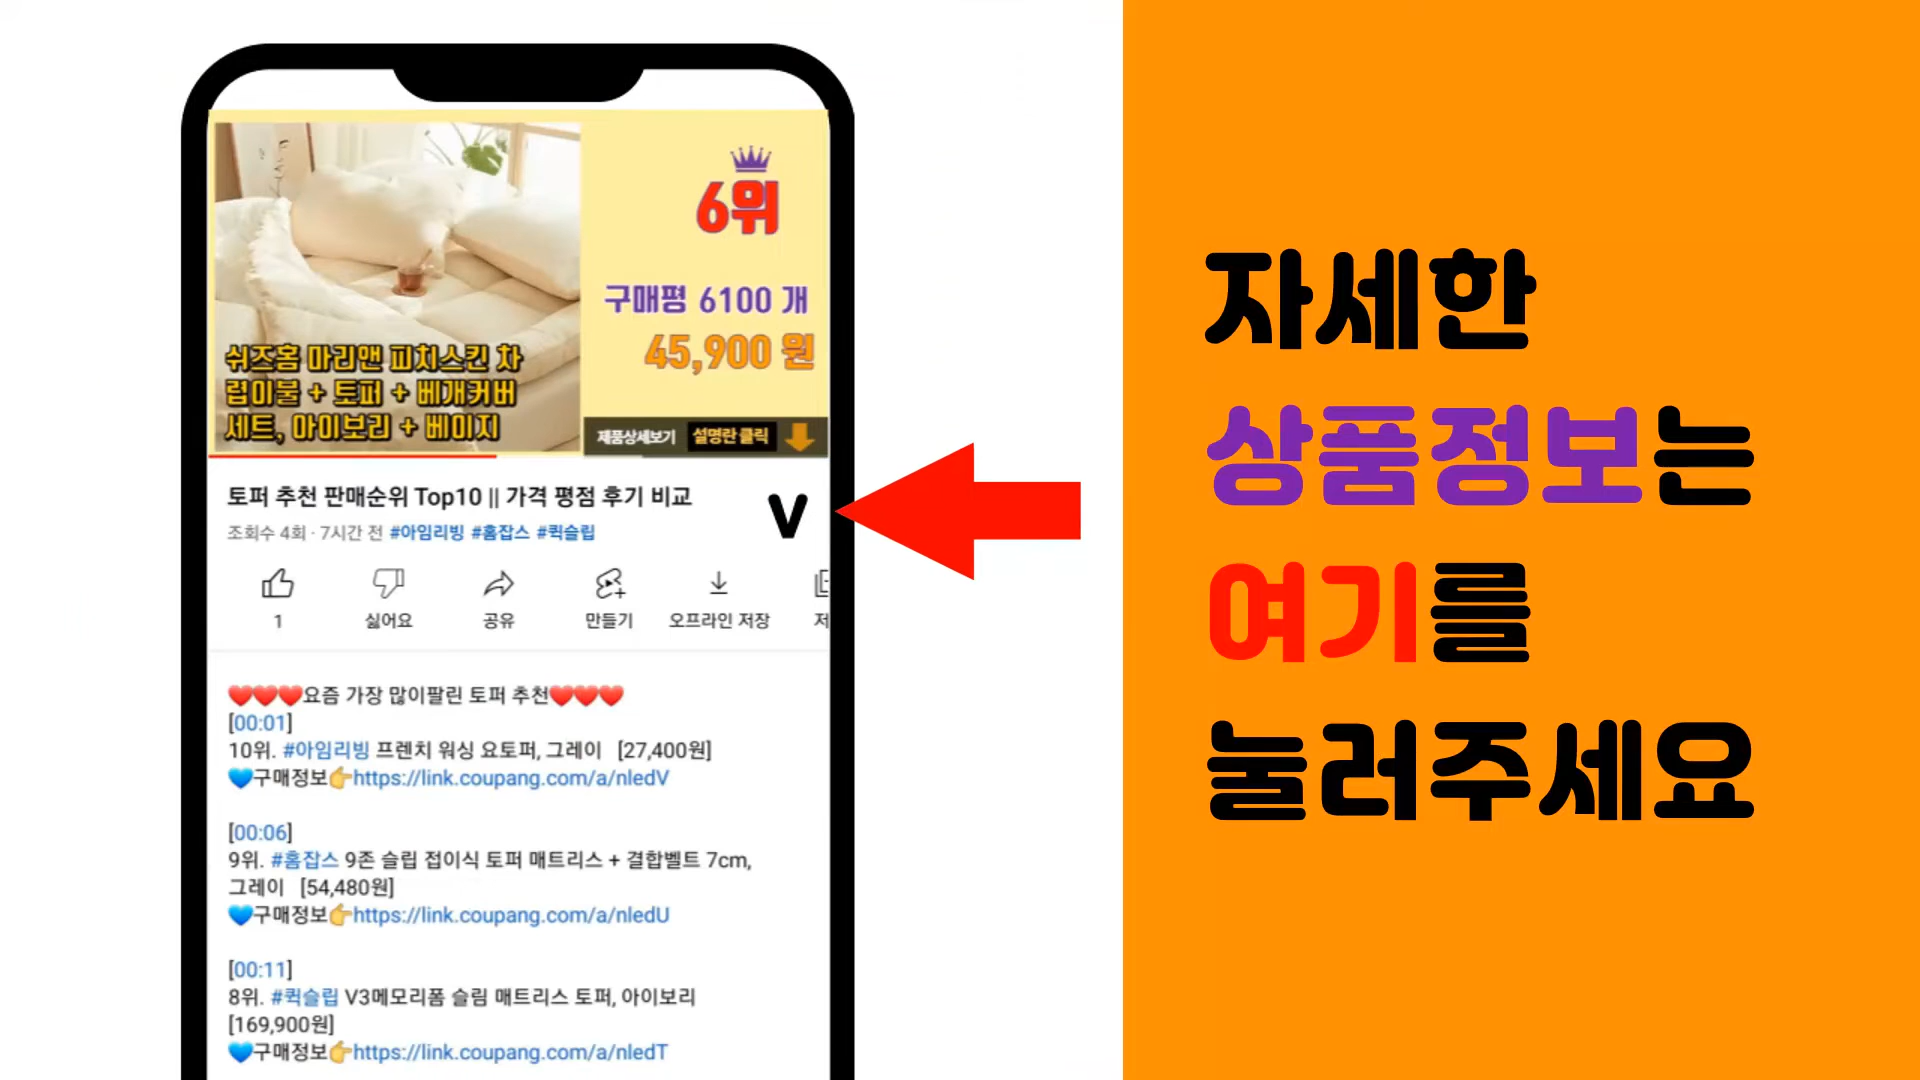 6위
구매평 6100 개
45,900 원
쉬즈홈 마리앤 피치스킨 차
렵이불 + 토퍼 + 베개커버
세트, 아이보리 + 베이지
제품상세보기 설명란 클릭
토퍼 추천 판매순위 Top10 || 가격 평점 후기 비교
V
조회수 4회 · 7시간 전 #아임리빙 #홈잡스 #퀵슬립
1 싫어요 공유 만들기 오프라인 저장 저
❤️❤️❤️요즘 가장 많이팔린 토퍼 추천❤️❤️❤️
[00:01]
10위. #아임리빙 프렌치 워싱 요토퍼, 그레이 [27,400원]
💙구매정보👉https://link.coupang.com/a/nledV
[00:06]
9위. #홈잡스 9존 슬립 접이식 토퍼 매트리스 + 결합벨트 7cm,
그레이 [54,480원]
💙구매정보👉https://link.coupang.com/a/nledU
[00:11]
8위. #퀵슬립 V3메모리폼 슬림 매트리스 토퍼, 아이보리
[169,900원]
💙구매정보👉https://link.coupang.com/a/nledT
자세한
상품정보는
여기를
눌러주세요